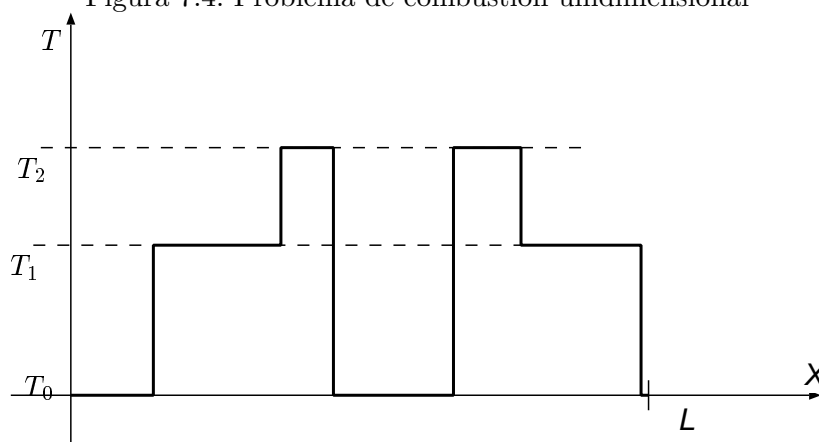 Figura 7.4: Problema de combustión unidimensional
T
T2
T1
T0
X
L